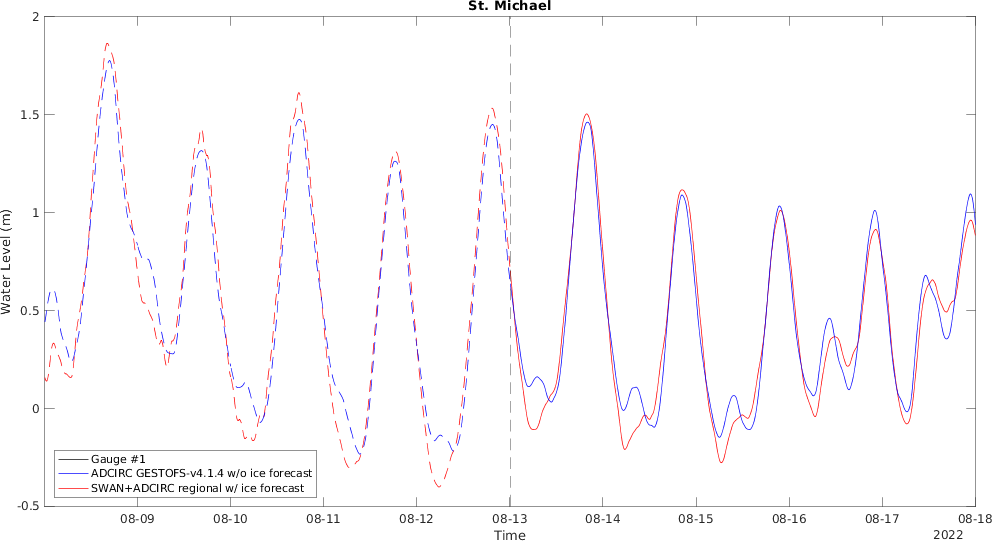 St. Michael
2
1.5
1
0.5
0
-0.5
Water Level (m)
Gauge #1
ADCIRC GESTOFS-v4.1.4 w/o ice forecast
SWAN+ADCIRC regional w/ ice forecast
08-09 08-10 08-11 08-12 08-13 08-14 08-15 08-16 08-17 08-18
Time
2022